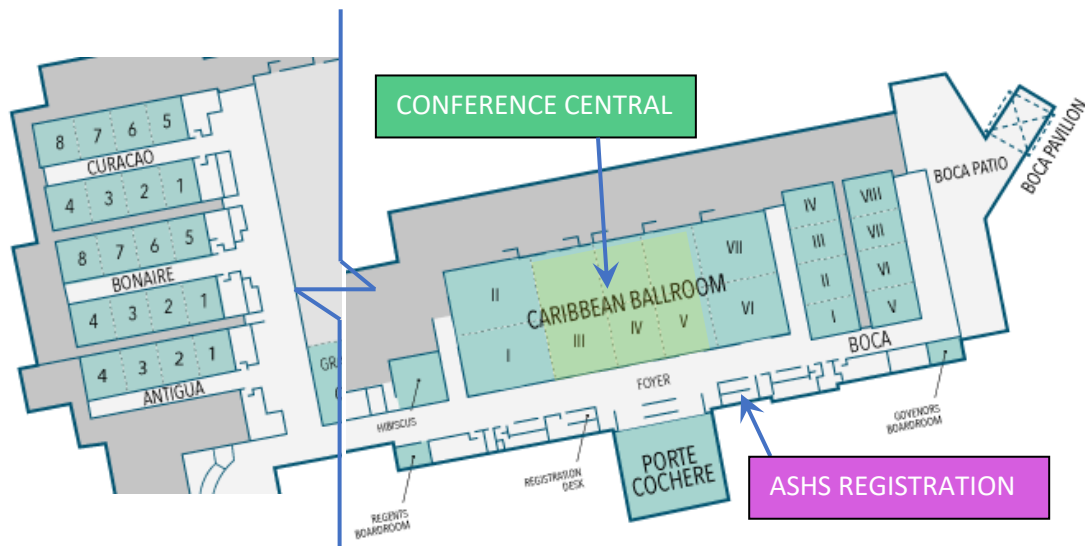 CONFERENCE CENTRAL
8 7 6 5
CURACAO
4 3 2 1
8 7 6 5
BONAIRE
4 3 2 1
4 3 2 1
ANTIGUA
GRA
HIBISCUS
REGENTS
BOARDROOM
II
I
CARIBBEAN BALLROOM
III IV V
VII
VI
FOYER
REGISTRATION
DESK
PORTE
COCHERE
IV
III
II
I
VIII
VII
VI
V
BOCA
BOCA PATIO
BOCA PAVILION
GOVENORS
BOARDROOM
ASHS REGISTRATION